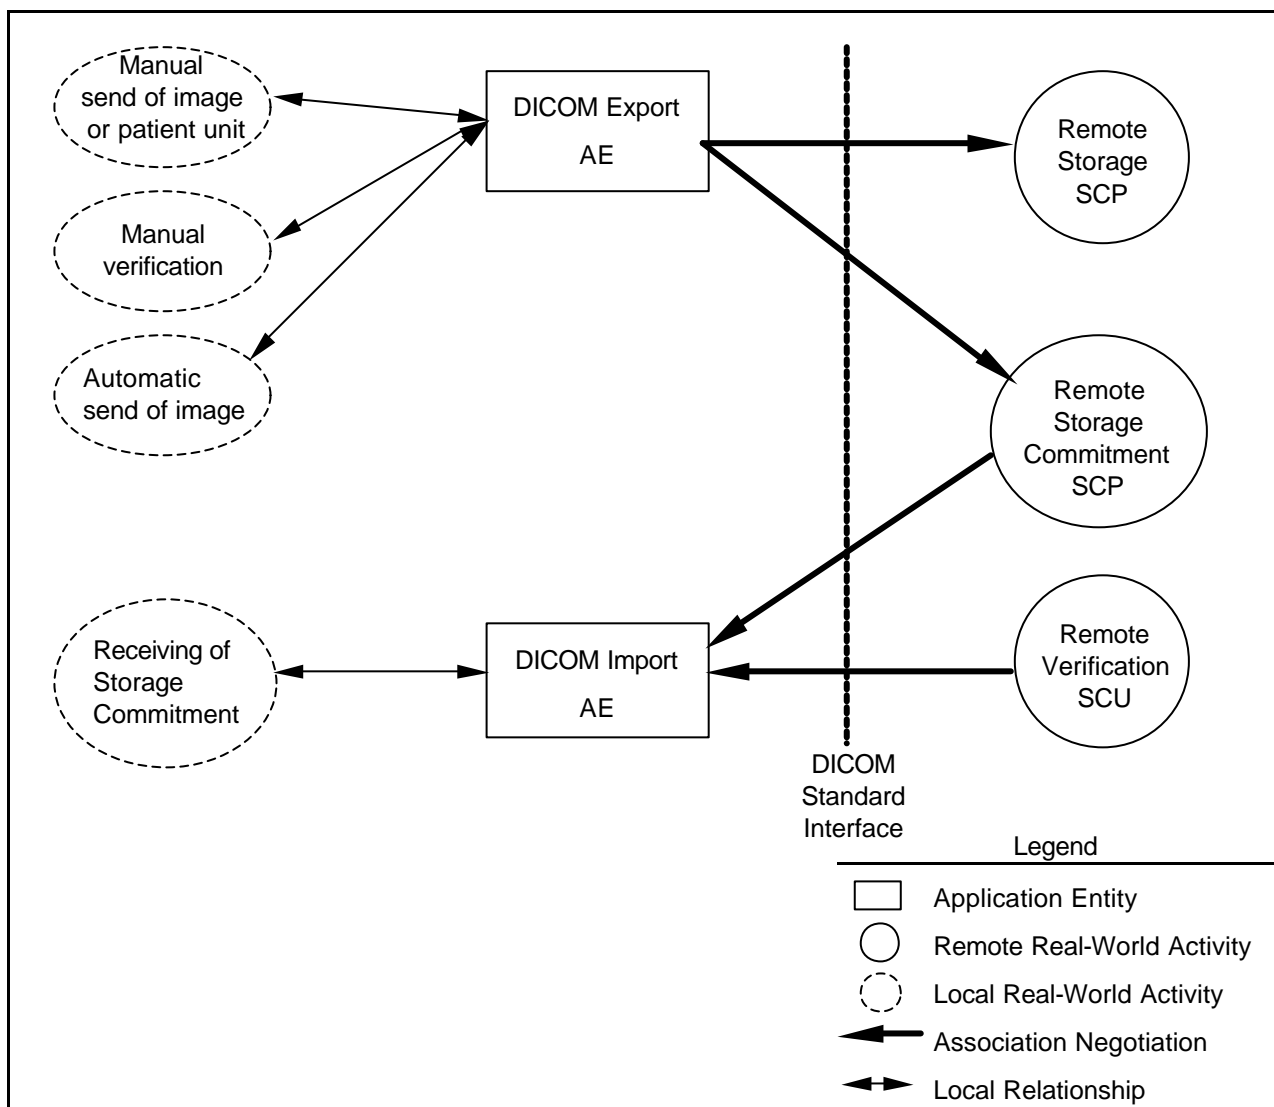 Manual
send of image
or patient unit
DICOM Export
AE
Remote
Storage
SCP
Manual
verification
Automatic
send of image
Remote
Storage
Commitment
SCP
Receiving of
Storage
Commitment
DICOM Import
AE
Remote
Verification
SCU
DICOM
Standard
Interface
Legend
Application Entity
Remote Real-World Activity
Local Real-World Activity
Association Negotiation
Local Relationship